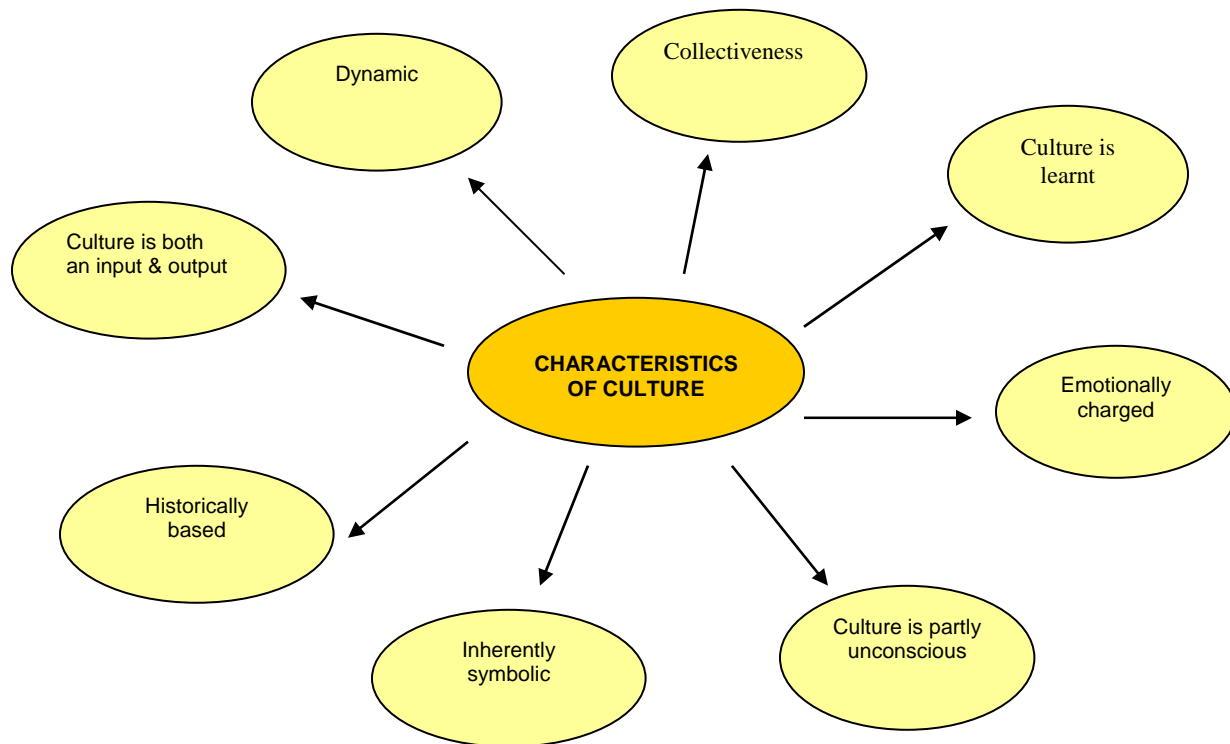 Collectiveness
Dynamic
Culture is
learnt
Culture is both
an input & output
CHARACTERISTICS
OF CULTURE
Emotionally
charged
Historically
based
Culture is partly
unconscious
Inherently
symbolic